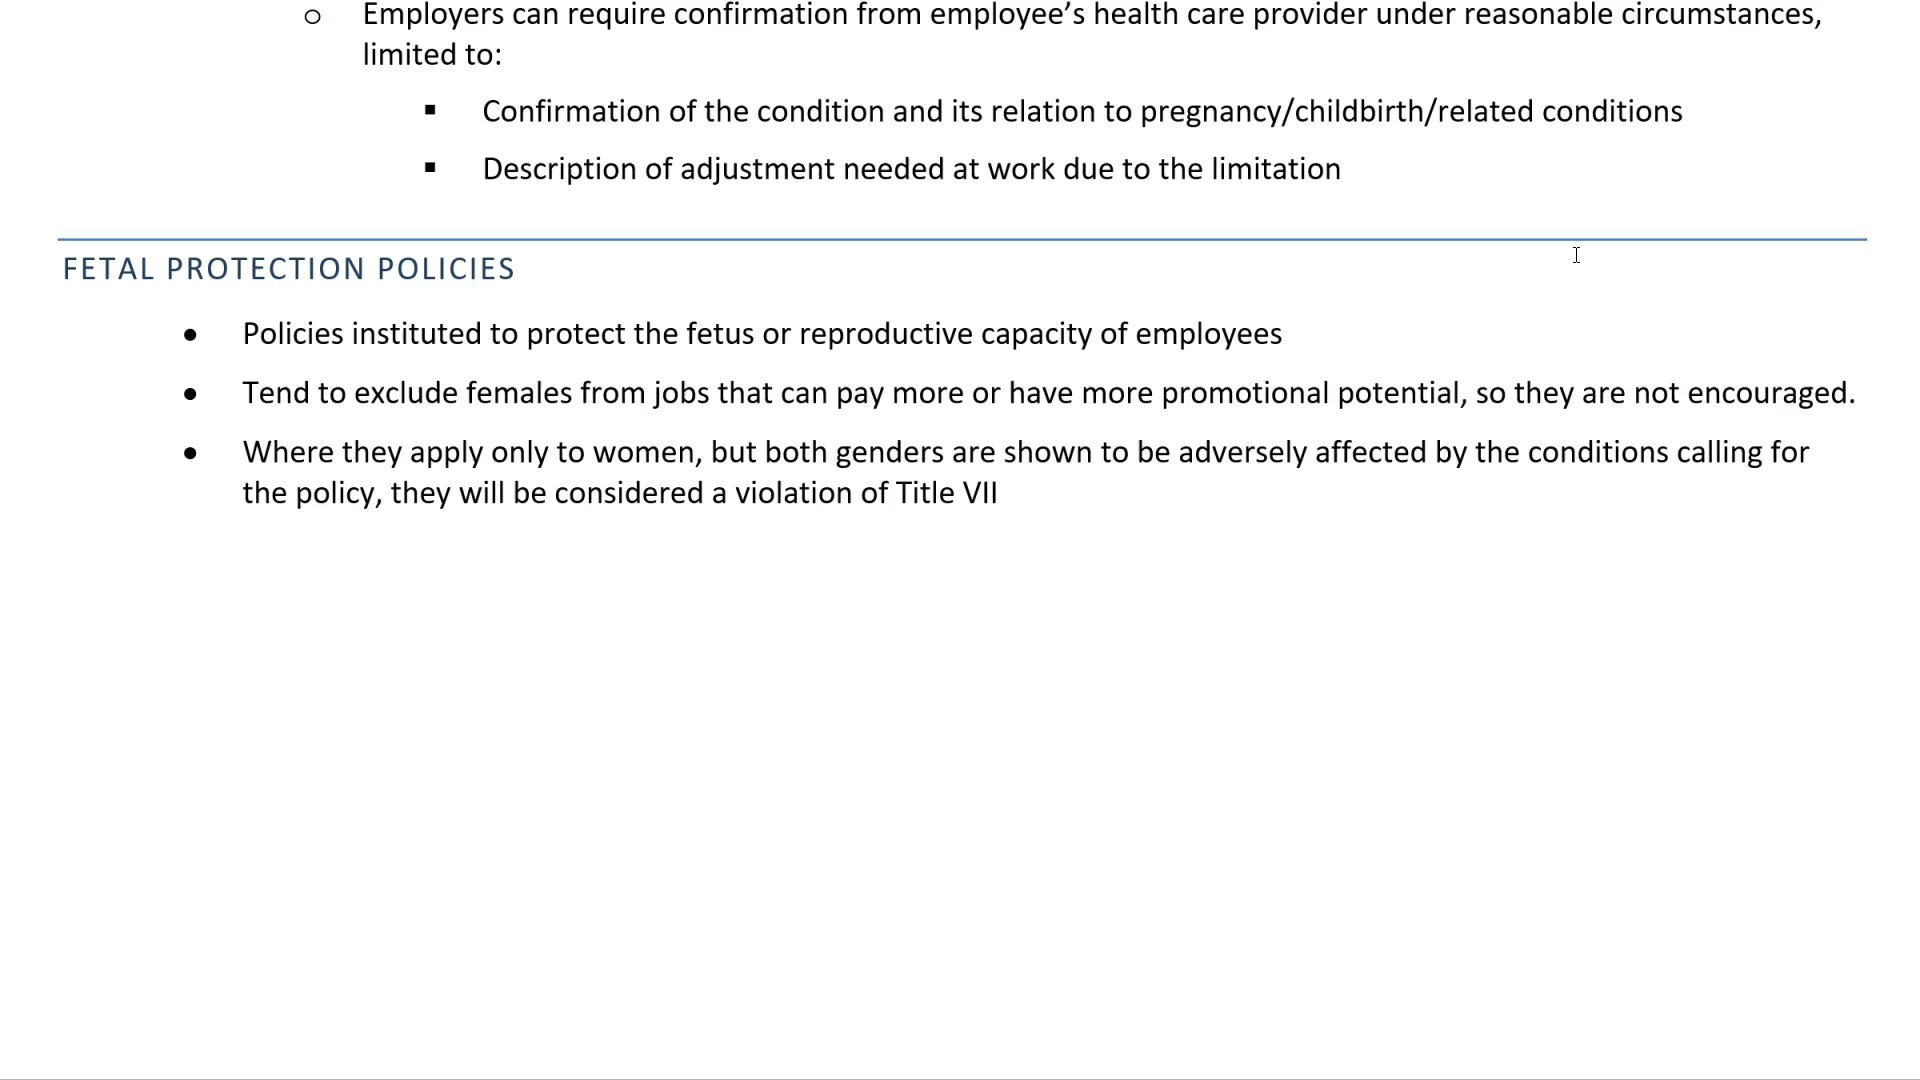 o Employers can require confirmation from employee’s health care provider under reasonable circumstances,
limited to:
▪ Confirmation of the condition and its relation to pregnancy/childbirth/related conditions
▪ Description of adjustment needed at work due to the limitation
FETAL PROTECTION POLICIES
• Policies instituted to protect the fetus or reproductive capacity of employees
• Tend to exclude females from jobs that can pay more or have more promotional potential, so they are not encouraged.
• Where they apply only to women, but both genders are shown to be adversely affected by the conditions calling for
the policy, they will be considered a violation of Title VII